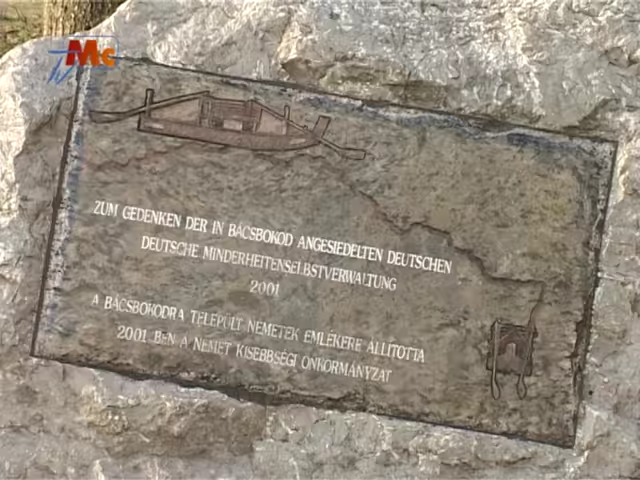 Mc
TV
ZUM GEDENKEN DER IN BÁCSBOKOD ANGESIEDELTEN DEUTSCHEN
DEUTSCHE MINDERHEITENSELBSTVERWALTUNG
2001
A BÁCSBOKODRA TELEPÜLT NÉMETEK EMLÉKÉRE ÁLLÍTOTTA
2001 BEN A NÉMET KISEBBSÉGI ÖNKORMÁNYZAT